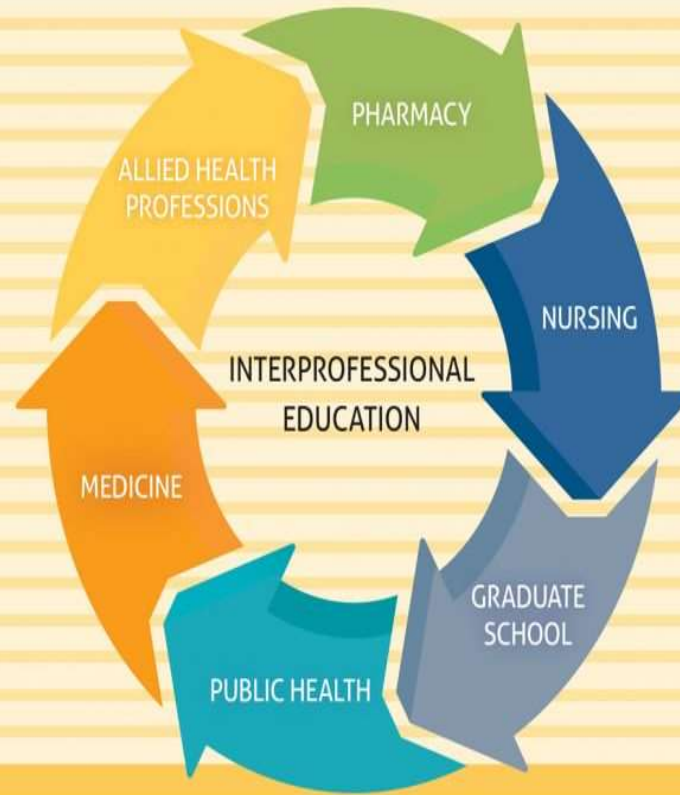 PHARMACY
ALLIED HEALTH
PROFESSIONS
NURSING
INTERPROFESSIONAL
EDUCATION
MEDICINE
GRADUATE
SCHOOL
PUBLIC HEALTH